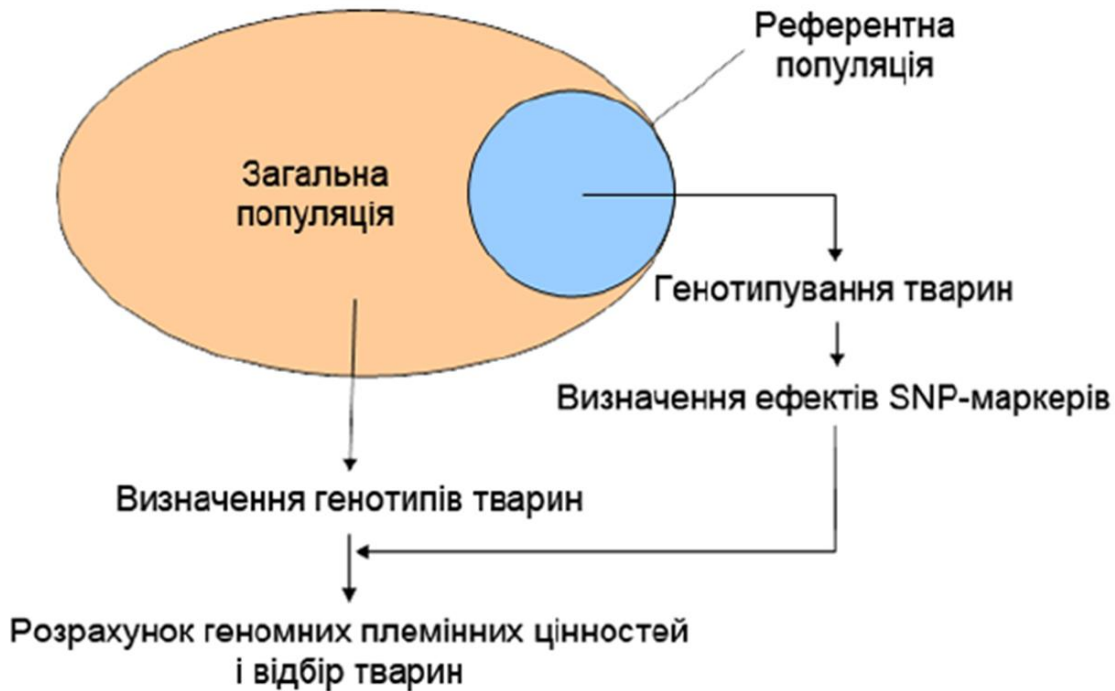 Референтна
популяція
Загальна
популяція
Генотипування тварин
Визначення ефектів SNP-маркерів
Визначення генотипів тварин
Розрахунок геномних племінних цінностей
і відбір тварин